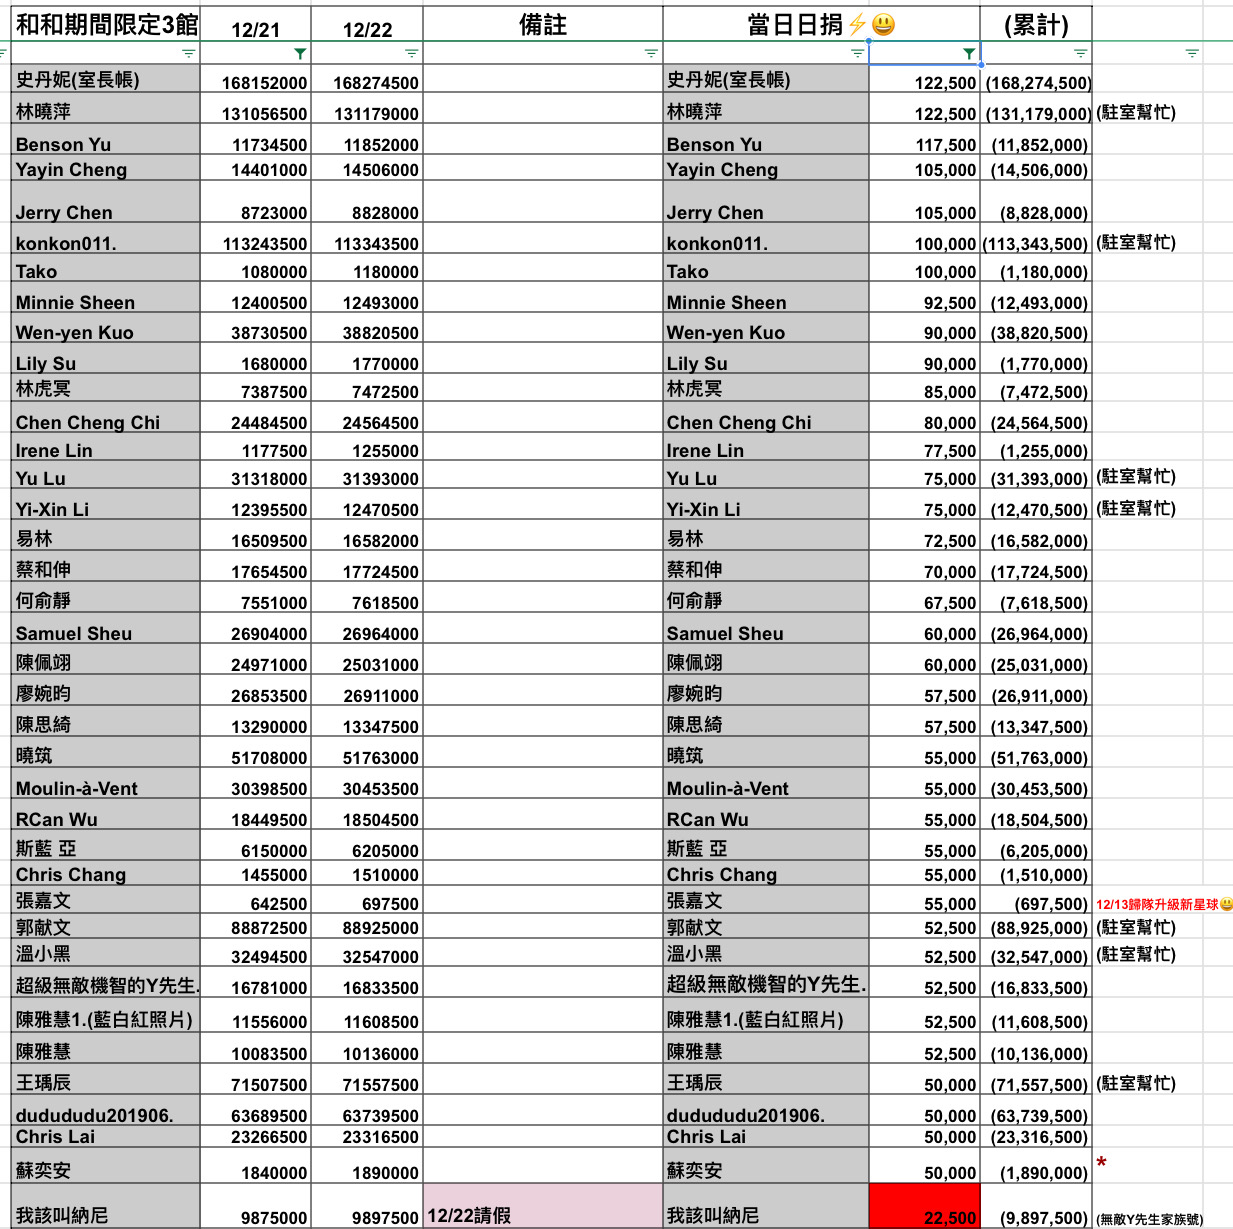 和和期間限定3館 12/21 12/22 備註 當日日捐⚡😃 (累計)
史丹妮(室長帳) 168152000 168274500 史丹妮(室長帳) 122,500 (168,274,500)
林曉萍 131056500 131179000 林曉萍 122,500 (131,179,000) (駐室幫忙)
Benson Yu 11734500 11852000 Benson Yu 117,500 (11,852,000)
Yayin Cheng 14401000 14506000 Yayin Cheng 105,000 (14,506,000)
Jerry Chen 8723000 8828000 Jerry Chen 105,000 (8,828,000)
konkon011. 113243500 113343500 konkon011. 100,000 (113,343,500) (駐室幫忙)
Tako 1080000 1180000 Tako 100,000 (1,180,000)
Minnie Sheen 12400500 12493000 Minnie Sheen 92,500 (12,493,000)
Wen-yen Kuo 38730500 38820500 Wen-yen Kuo 90,000 (38,820,500)
Lily Su 1680000 1770000 Lily Su 90,000 (1,770,000)
林虎冥 7387500 7472500 林虎冥 85,000 (7,472,500)
Chen Cheng Chi 24484500 24564500 Chen Cheng Chi 80,000 (24,564,500)
Irene Lin 1177500 1255000 Irene Lin 77,500 (1,255,000)
Yu Lu 31318000 31393000 Yu Lu 75,000 (31,393,000) (駐室幫忙)
Yi-Xin Li 12395500 12470500 Yi-Xin Li 75,000 (12,470,500) (駐室幫忙)
易林 16509500 16582000 易林 72,500 (16,582,000)
蔡和伸 17654500 17724500 蔡和伸 70,000 (17,724,500)
何俞靜 7551000 7618500 何俞靜 67,500 (7,618,500)
Samuel Sheu 26904000 26964000 Samuel Sheu 60,000 (26,964,000)
陳佩翊 24971000 25031000 陳佩翊 60,000 (25,031,000)
廖婉昀 26853500 26911000 廖婉昀 57,500 (26,911,000)
陳思綺 13290000 13347500 陳思綺 57,500 (13,347,500)
曉筑 51708000 51763000 曉筑 55,000 (51,763,000)
Moulin-à-Vent 30398500 30453500 Moulin-à-Vent 55,000 (30,453,500)
RCan Wu 18449500 18504500 RCan Wu 55,000 (18,504,500)
斯藍 亞 6150000 6205000 斯藍 亞 55,000 (6,205,000)
Chris Chang 1455000 1510000 Chris Chang 55,000 (1,510,000)
張嘉文 642500 697500 張嘉文 55,000 (697,500) 12/13歸隊升級新星球😃
郭献文 88872500 88925000 郭献文 52,500 (88,925,000) (駐室幫忙)
溫小黑 32494500 32547000 溫小黑 52,500 (32,547,000) (駐室幫忙)
超級無敵機智的Y先生. 16781000 16833500 超級無敵機智的Y先生. 52,500 (16,833,500)
陳雅慧1.(藍白紅照片) 11556000 11608500 陳雅慧1.(藍白紅照片) 52,500 (11,608,500)
陳雅慧 10083500 10136000 陳雅慧 52,500 (10,136,000)
王瑀辰 71507500 71557500 王瑀辰 50,000 (71,557,500) (駐室幫忙)
dudududu201906. 63689500 63739500 dudududu201906. 50,000 (63,739,500)
Chris Lai 23266500 23316500 Chris Lai 50,000 (23,316,500)
蘇奕安 1840000 1890000 蘇奕安 50,000 (1,890,000) *
我該叫納尼 9875000 9897500 12/22請假 我該叫納尼 22,500 (9,897,500) (無敵Y先生家族號)